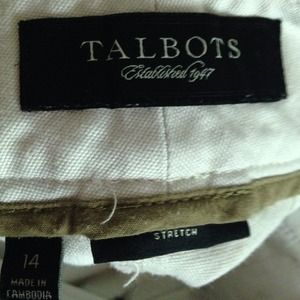 TALBOTS
Established 1947
STRETCH
14
MADE IN
CAMBODIA